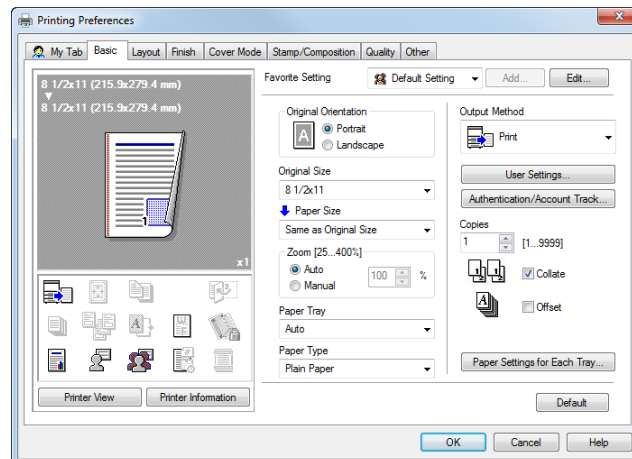 Printing Preferences
My Tab Basic Layout Finish Cover Mode Stamp/Composition Quality Other
8 1/2x11 (215.9x279.4 mm)
8 1/2x11 (215.9x279.4 mm)
1
x1
Printer View Printer Information
Favorite Setting Default Setting Add... Edit...
Original Orientation
A Portrait
Landscape
Original Size
8 1/2x11
Paper Size
Same as Original Size
Zoom [25...400%]
Auto
Manual
100 %
Paper Tray
Auto
Paper Type
Plain Paper
Output Method
Print
User Settings...
Authentication/Account Track...
Copies
1 [1...9999]
Collate
Offset
Paper Settings for Each Tray...
Default
OK Cancel Help